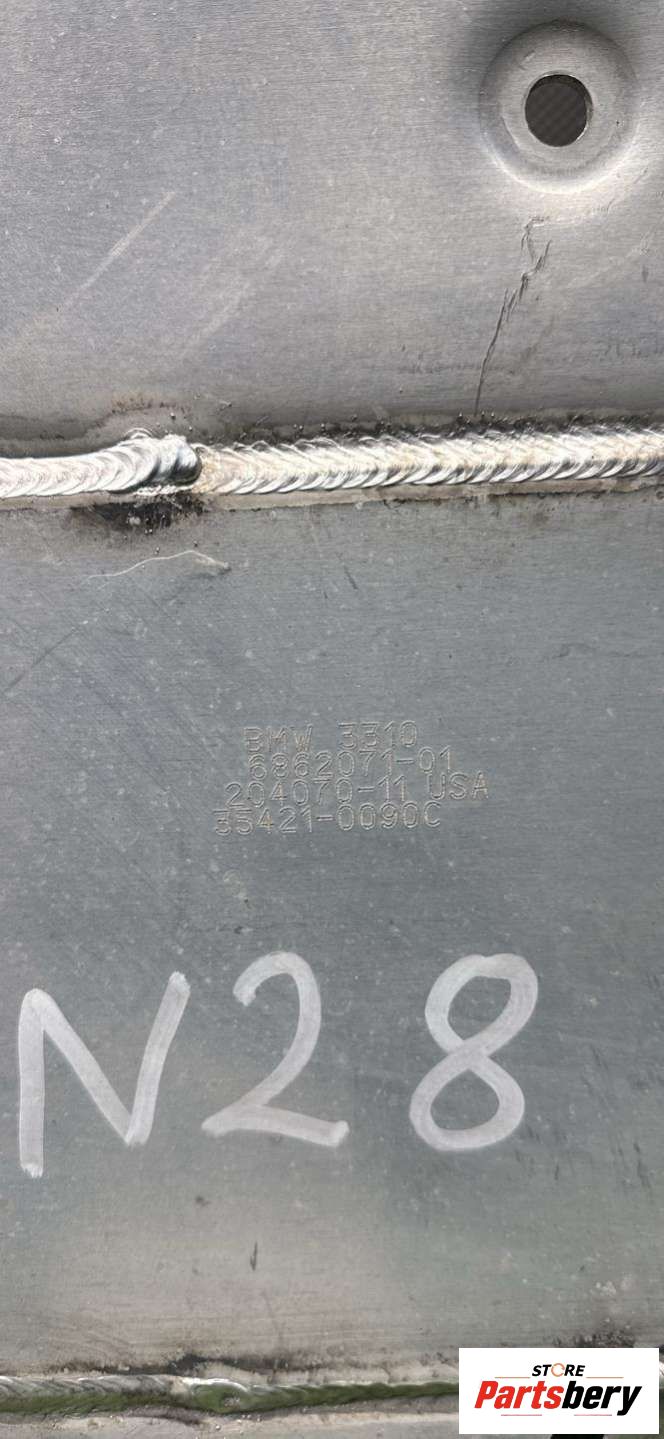 BMW 3310
6862071-01
204070-11 USA
35421-0090C
N28
STORE
Partsbery